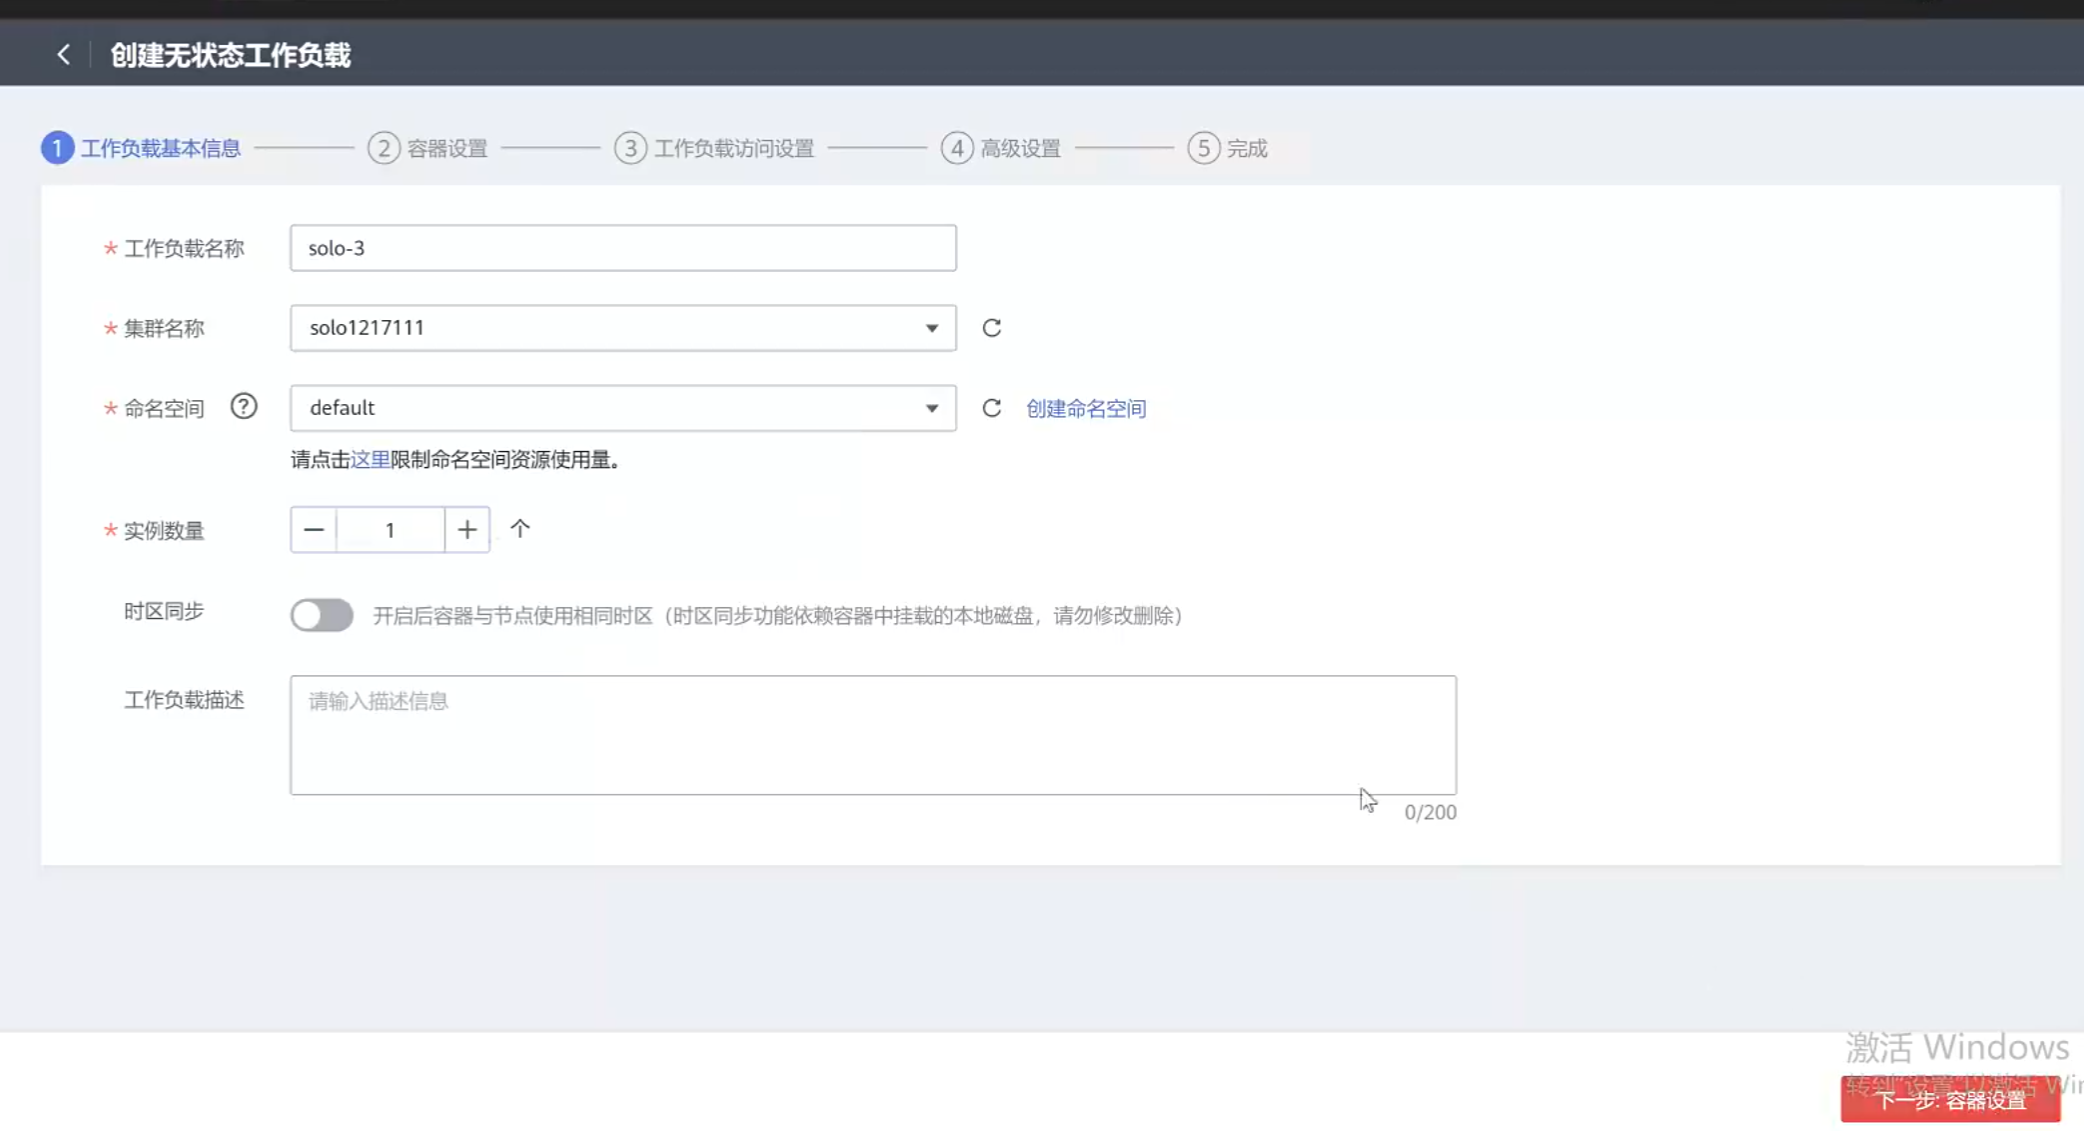 创建无状态工作负载
1 工作负载基本信息 2 容器设置 3 工作负载访问设置 4 高级设置 5 完成
* 工作负载名称 solo-3
* 集群名称 solo1217111
* 命名空间 ? default 创建命名空间
请点击这里限制命名空间资源使用量。
* 实例数量 1 个
时区同步 开启后容器与节点使用相同时区（时区同步功能依赖容器中挂载的本地磁盘，请勿修改删除）
工作负载描述 请输入描述信息
0/200
激活 Windows
转到"设置"以激活 Win
下一步: 容器设置